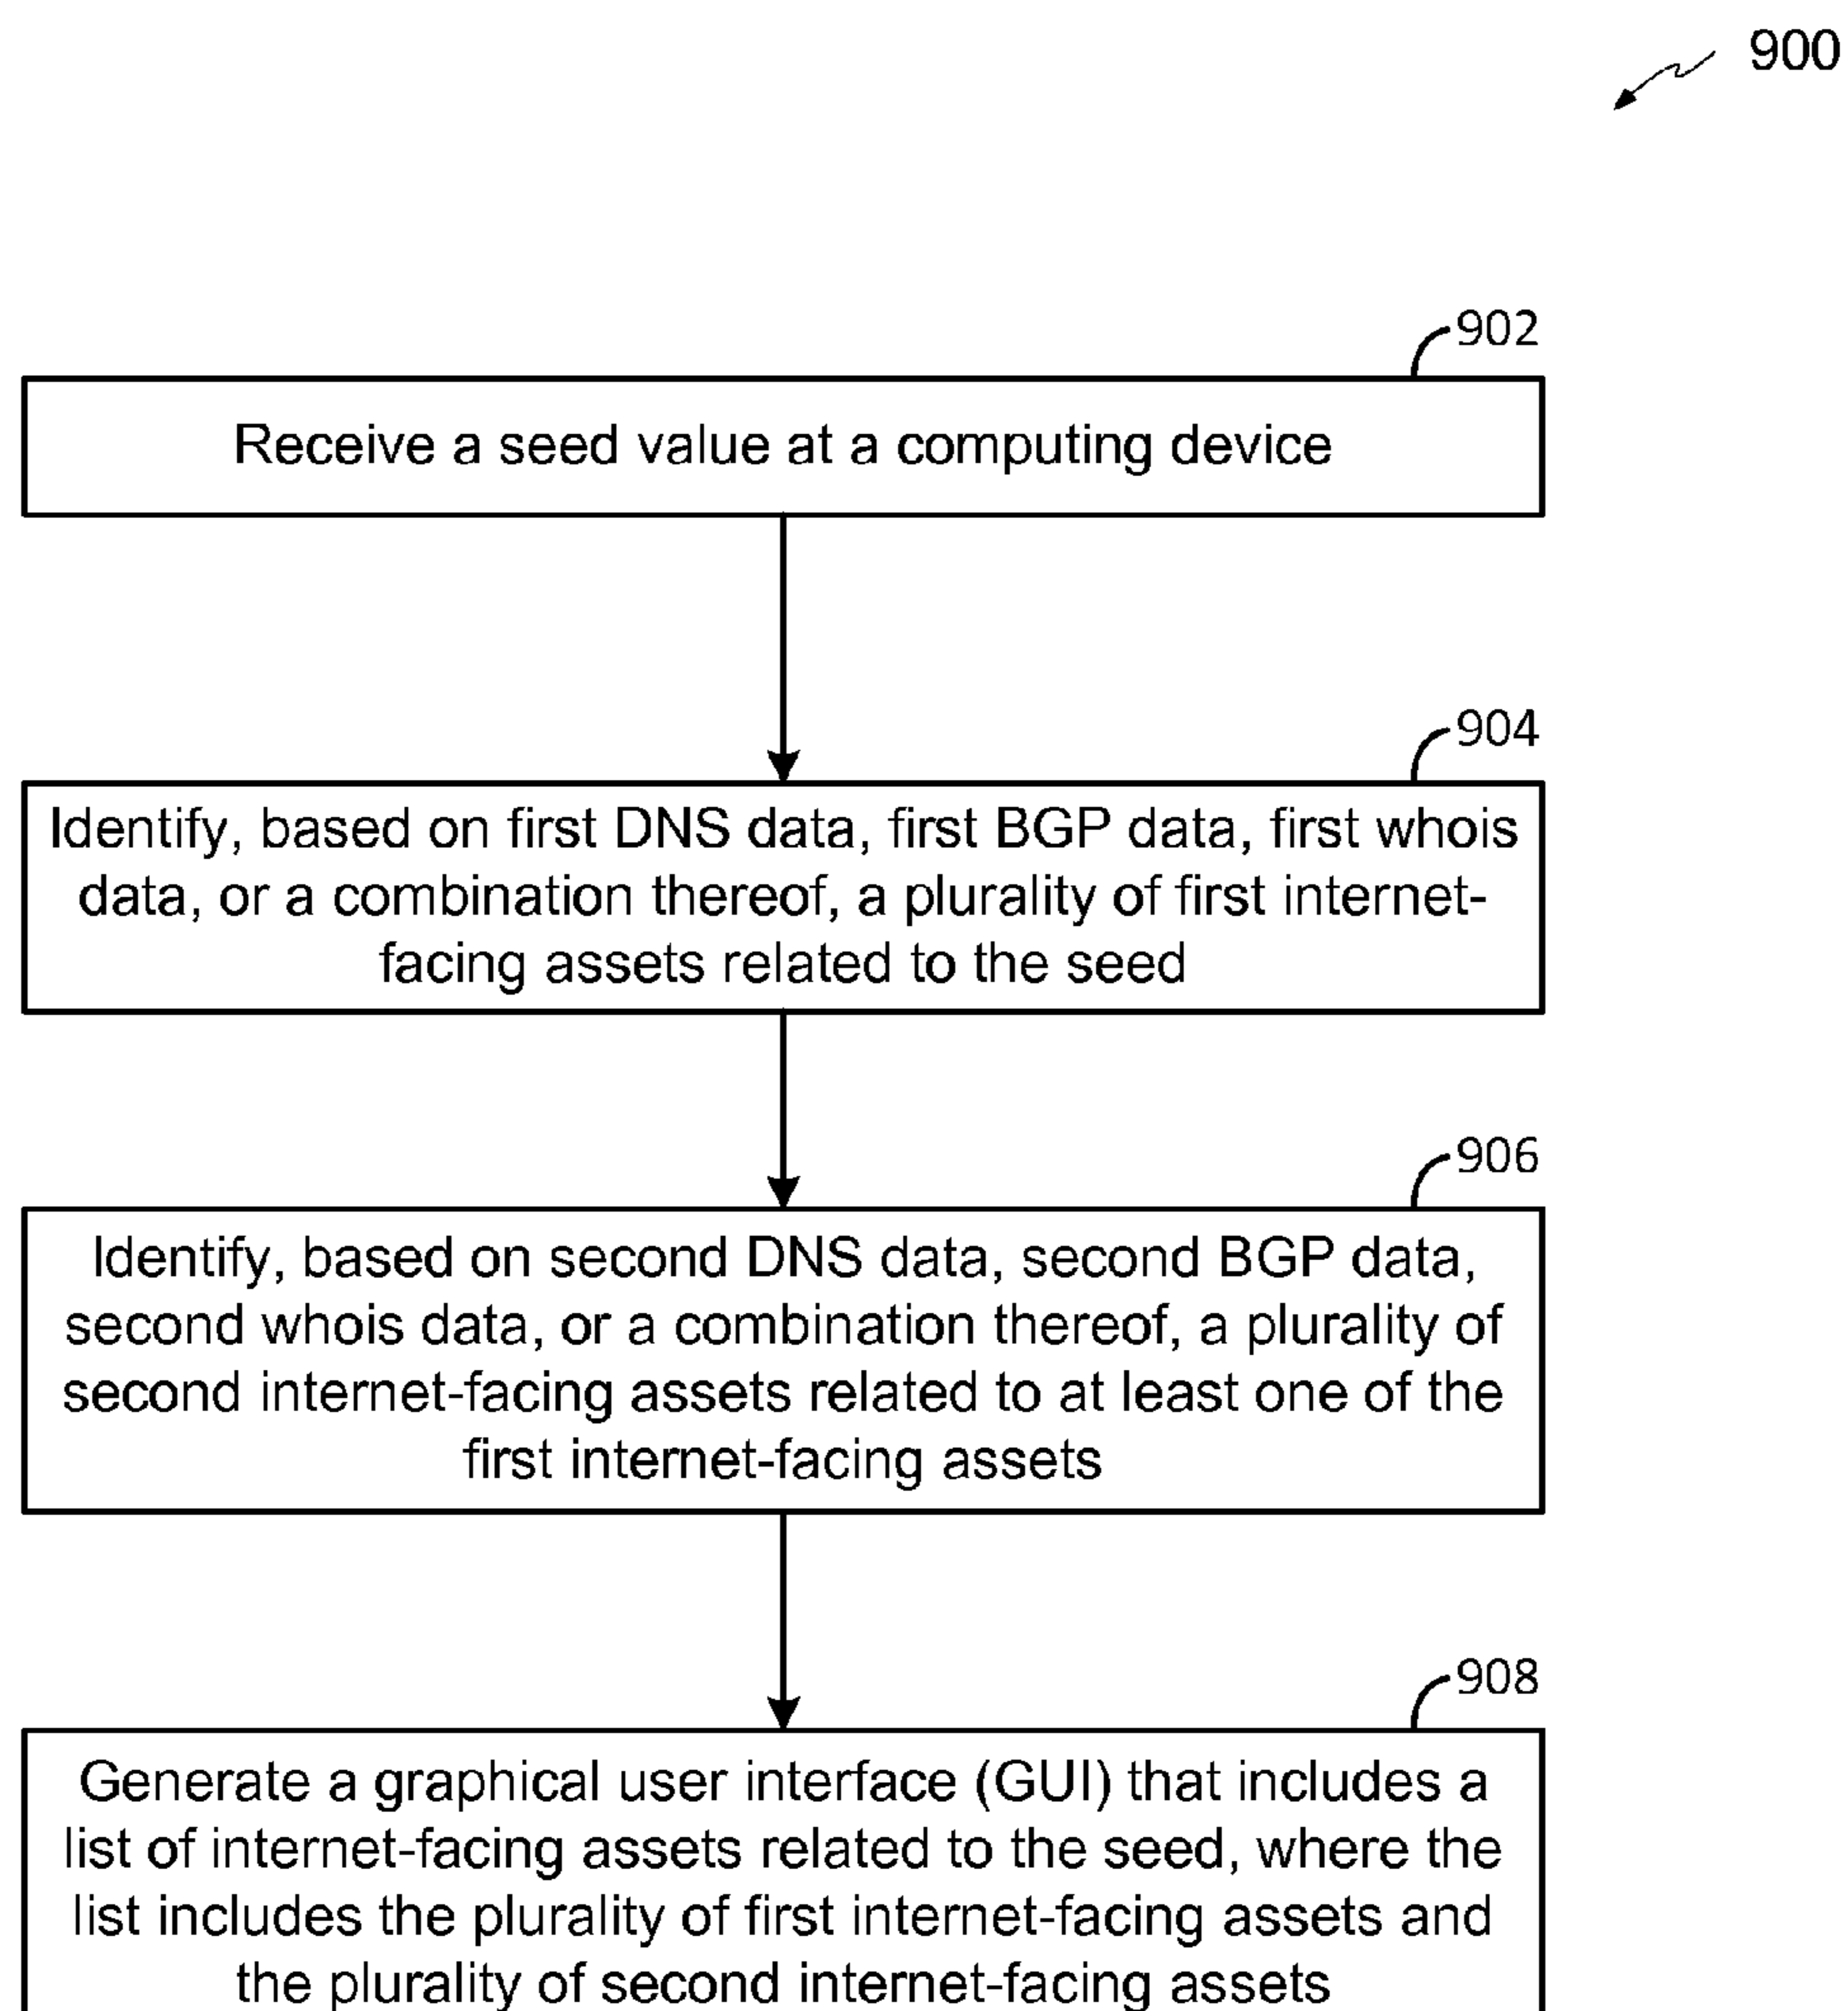 900
902
Receive a seed value at a computing device
904
Identify, based on first DNS data, first BGP data, first whois
data, or a combination thereof, a plurality of first internet-
facing assets related to the seed
906
Identify, based on second DNS data, second BGP data,
second whois data, or a combination thereof, a plurality of
second internet-facing assets related to at least one of the
first internet-facing assets
908
Generate a graphical user interface (GUI) that includes a
list of internet-facing assets related to the seed, where the
list includes the plurality of first internet-facing assets and
the plurality of second internet-facing assets